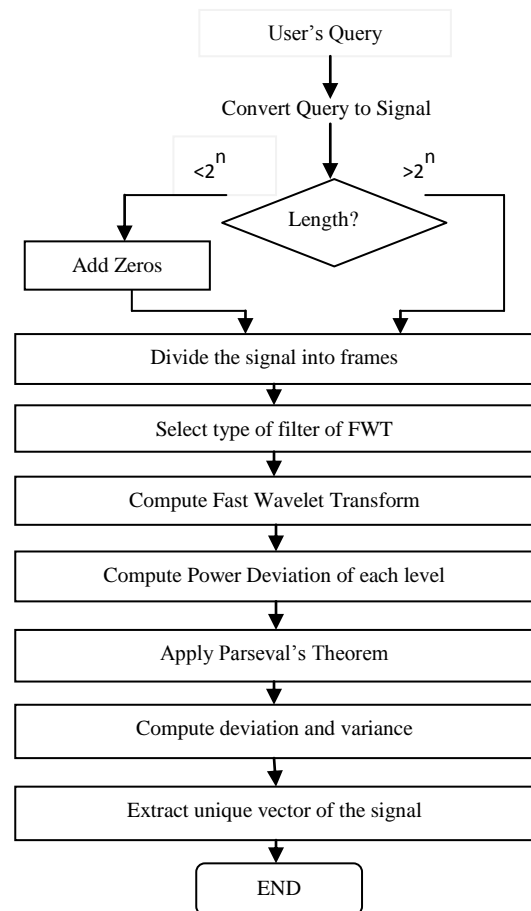 User's Query
Convert Query to Signal
<2^n
>2^n
Length?
Add Zeros
Divide the signal into frames
Select type of filter of FWT
Compute Fast Wavelet Transform
Compute Power Deviation of each level
Apply Parseval's Theorem
Compute deviation and variance
Extract unique vector of the signal
END